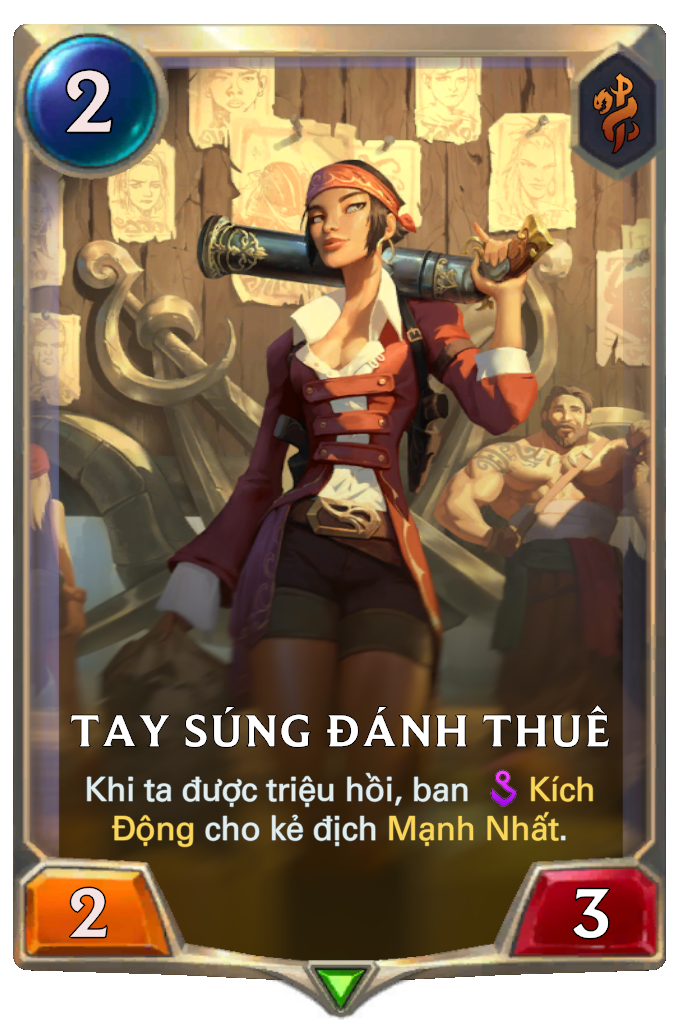 2
TAY SÚNG ĐÁNH THUÊ
Khi ta được triệu hồi, ban Kích
Động cho kẻ địch Mạnh Nhất.
2
3